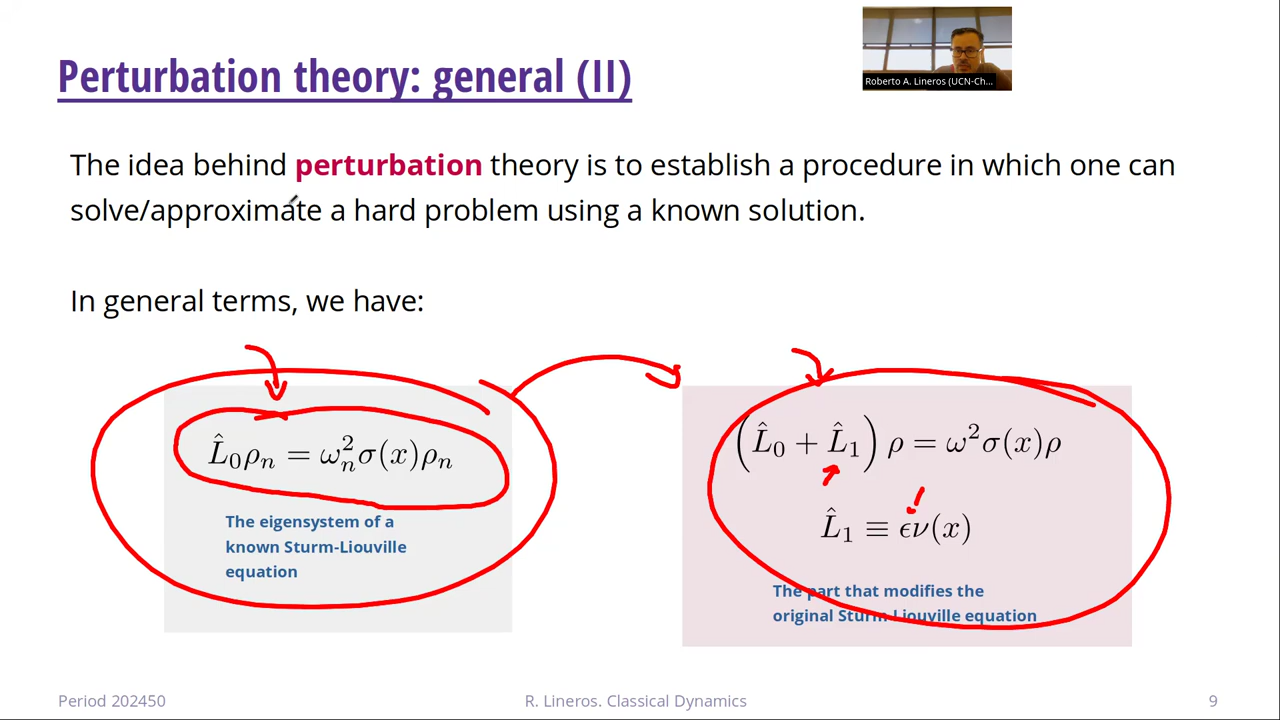 Perturbation theory: general (II)
Roberto A. Lineros (UCN-Ch...
The idea behind perturbation theory is to establish a procedure in which one can
solve/approximate a hard problem using a known solution.
In general terms, we have:
L̂₀ρₙ = ωₙ²σ(x)ρₙ
The eigensystem of a
known Sturm-Liouville
equation
(L̂₀ + L̂₁) ρ = ω²σ(x)ρ
L̂₁ ≡ ϵν(x)
The part that modifies the
original Sturm-Liouville equation
Period 202450
R. Lineros. Classical Dynamics
9